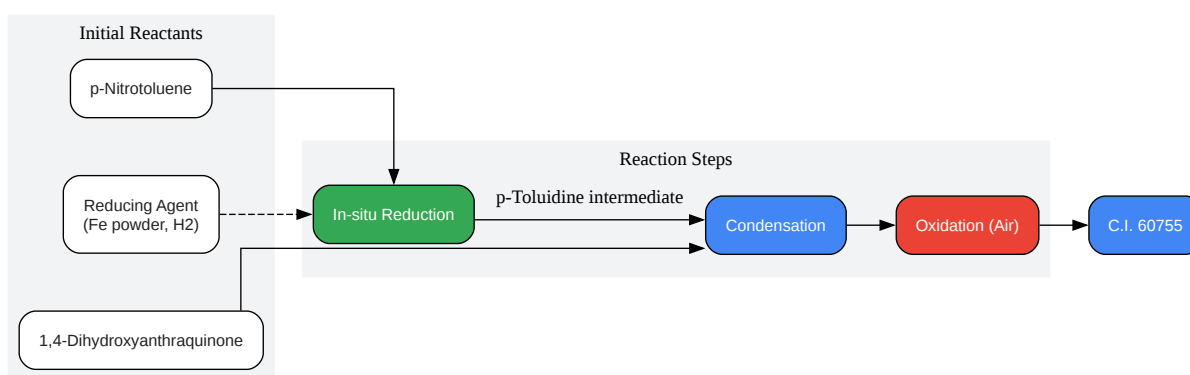 Initial Reactants
p-Nitrotoluene
Reducing Agent
(Fe powder, H2)
1,4-Dihydroxyanthraquinone
Reaction Steps
In-situ Reduction
p-Toluidine intermediate
Condensation
Oxidation (Air)
C.I. 60755